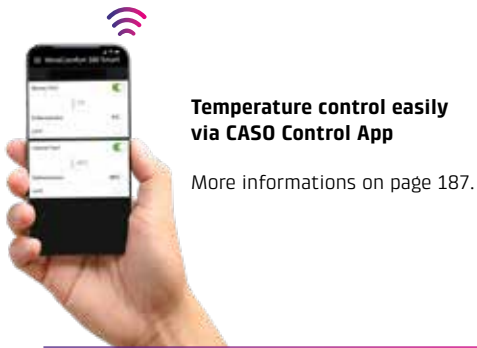 Temperature control easily
via CASO Control App
More informations on page 187.